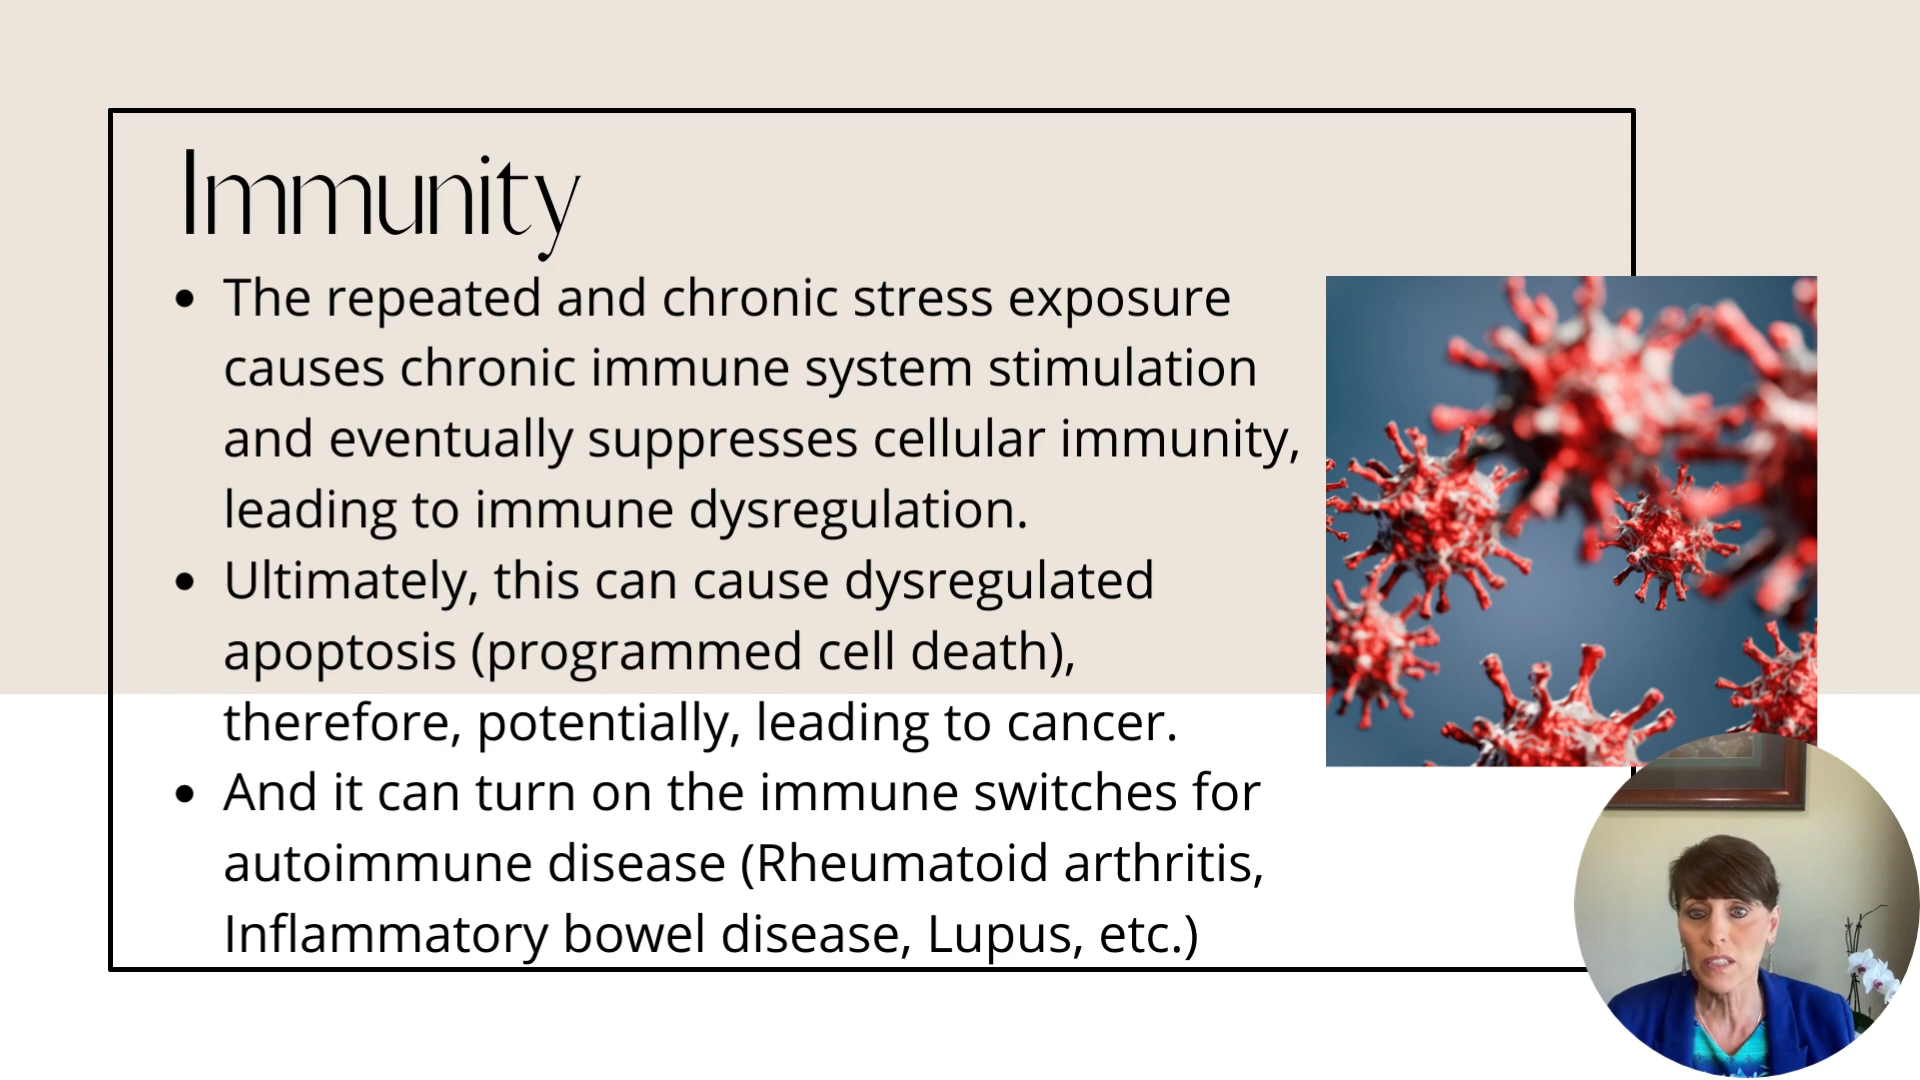 Immunity
• The repeated and chronic stress exposure
causes chronic immune system stimulation
and eventually suppresses cellular immunity,
leading to immune dysregulation.
• Ultimately, this can cause dysregulated
apoptosis (programmed cell death),
therefore, potentially, leading to cancer.
• And it can turn on the immune switches for
autoimmune disease (Rheumatoid arthritis,
Inflammatory bowel disease, Lupus, etc.)